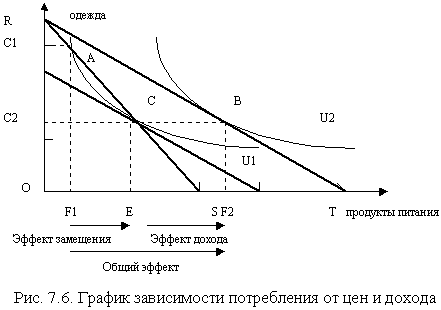 R
одежда
C1
A
C
B
C2
U2
U1
O
F1
E
S F2
T
продукты питания
Эффект замещения
Эффект дохода
Общий эффект
Рис. 7.6. График зависимости потребления от цен и дохода